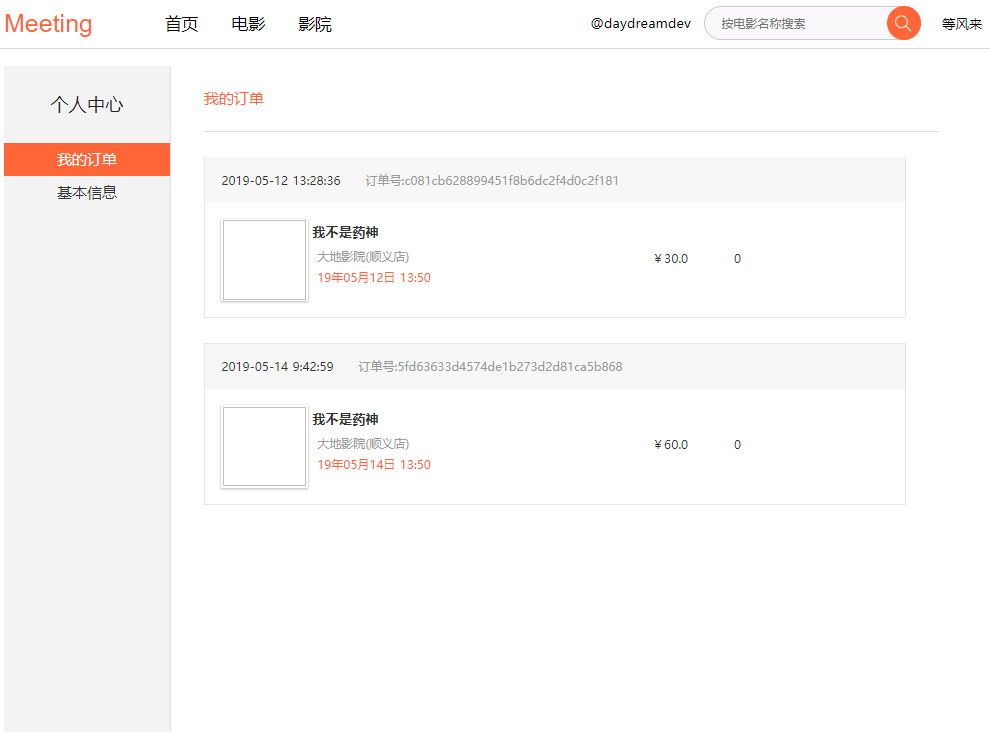 Meeting 首页 电影 影院 @daydreamdev 按电影名称搜索 等风来
个人中心
我的订单
基本信息
我的订单
2019-05-12 13:28:36 订单号:c081cb628899451f8b6dc2f4d0c2f181
我不是药神
大地影院(顺义店)
19年05月12日 13:50
¥30.0 0
2019-05-14 9:42:59 订单号:5fd63633d4574de1b273d2d81ca5b868
我不是药神
大地影院(顺义店)
19年05月14日 13:50
¥60.0 0